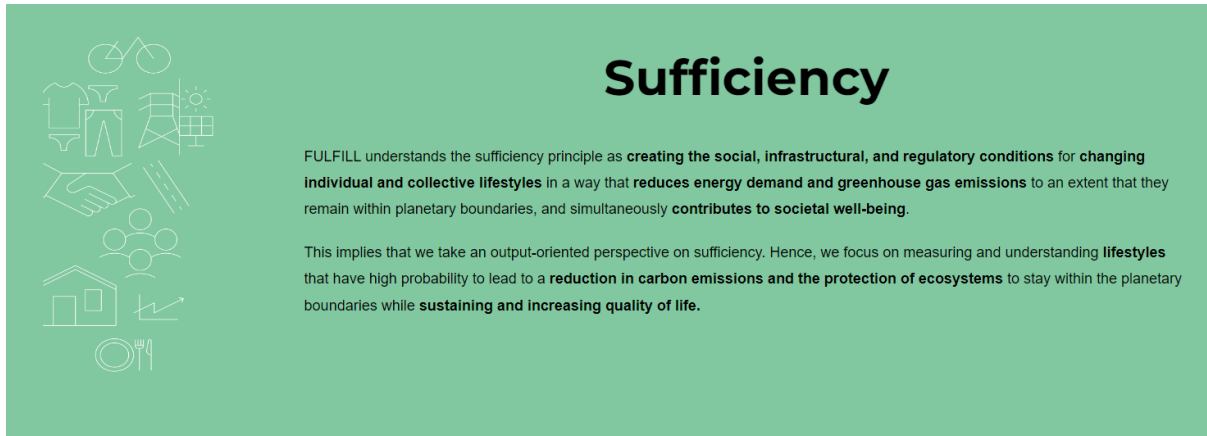 Sufficiency
FULFILL understands the sufficiency principle as creating the social, infrastructural, and regulatory conditions for changing
individual and collective lifestyles in a way that reduces energy demand and greenhouse gas emissions to an extent that they
remain within planetary boundaries, and simultaneously contributes to societal well-being.
This implies that we take an output-oriented perspective on sufficiency. Hence, we focus on measuring and understanding lifestyles
that have high probability to lead to a reduction in carbon emissions and the protection of ecosystems to stay within the planetary
boundaries while sustaining and increasing quality of life.